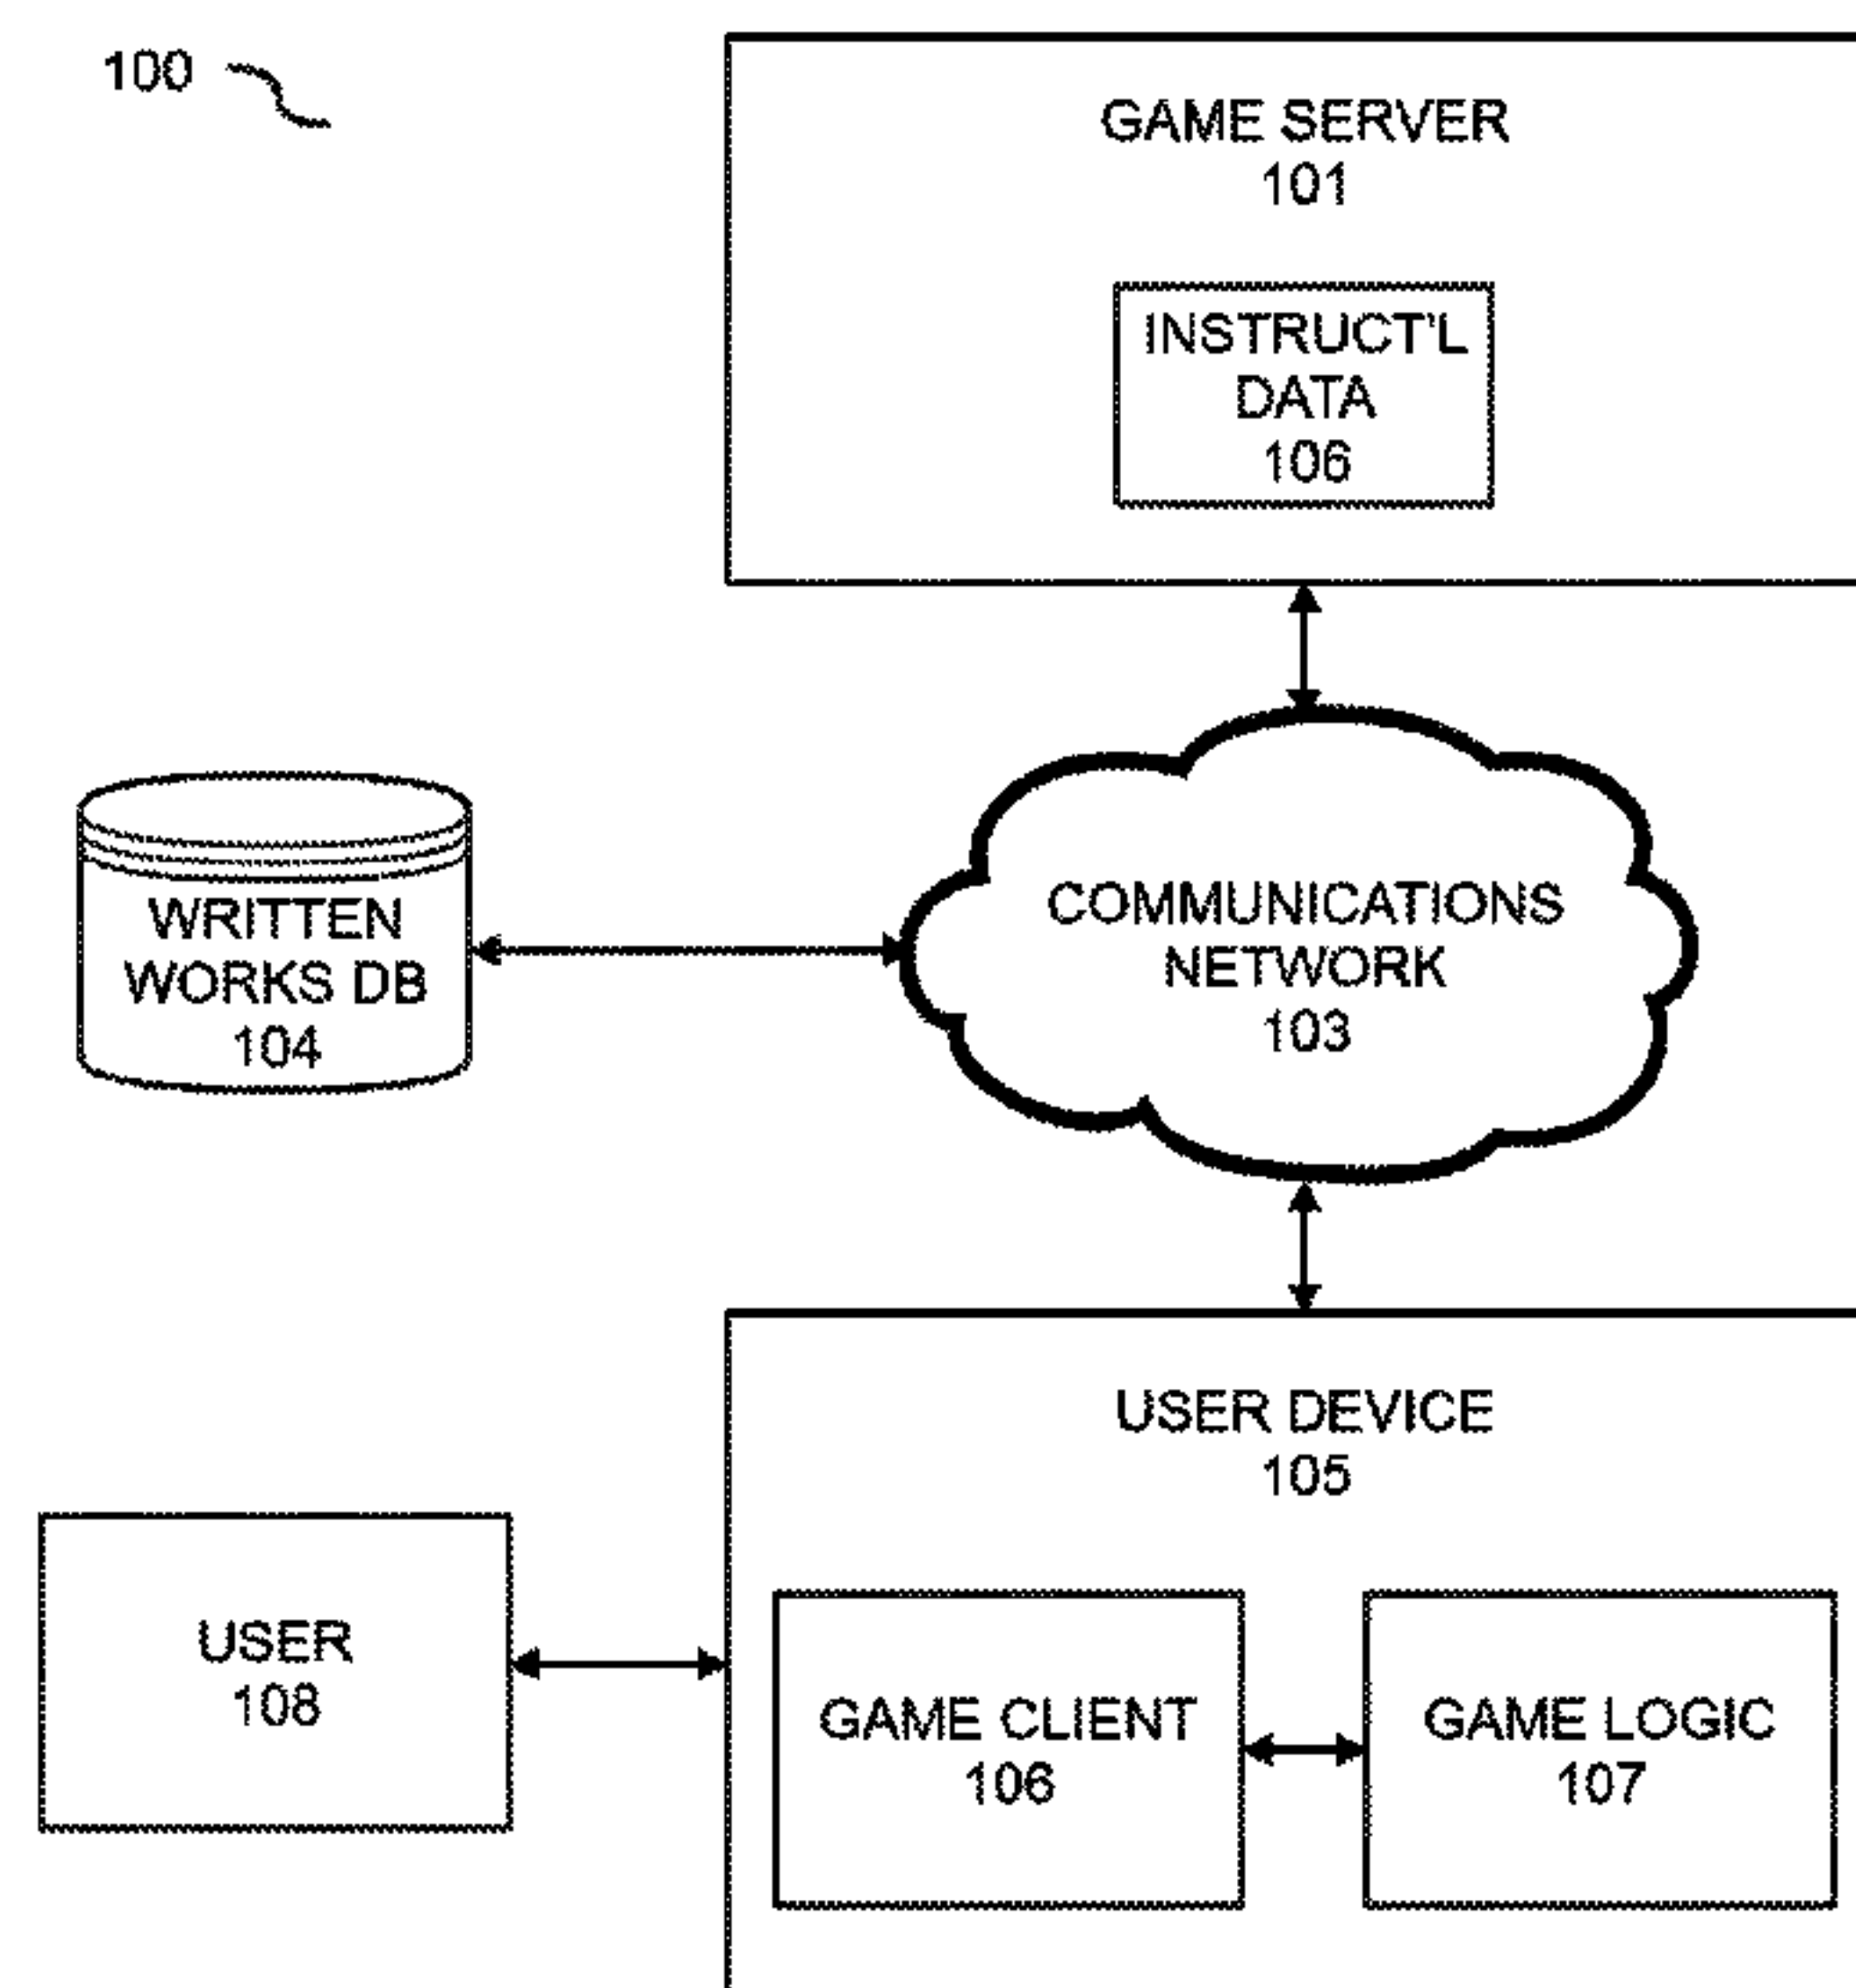 100
GAME SERVER
101
INSTRUCT'L
DATA
106
WRITTEN
WORKS DB
104
COMMUNICATIONS
NETWORK
103
USER DEVICE
105
USER
108
GAME CLIENT
106
GAME LOGIC
107